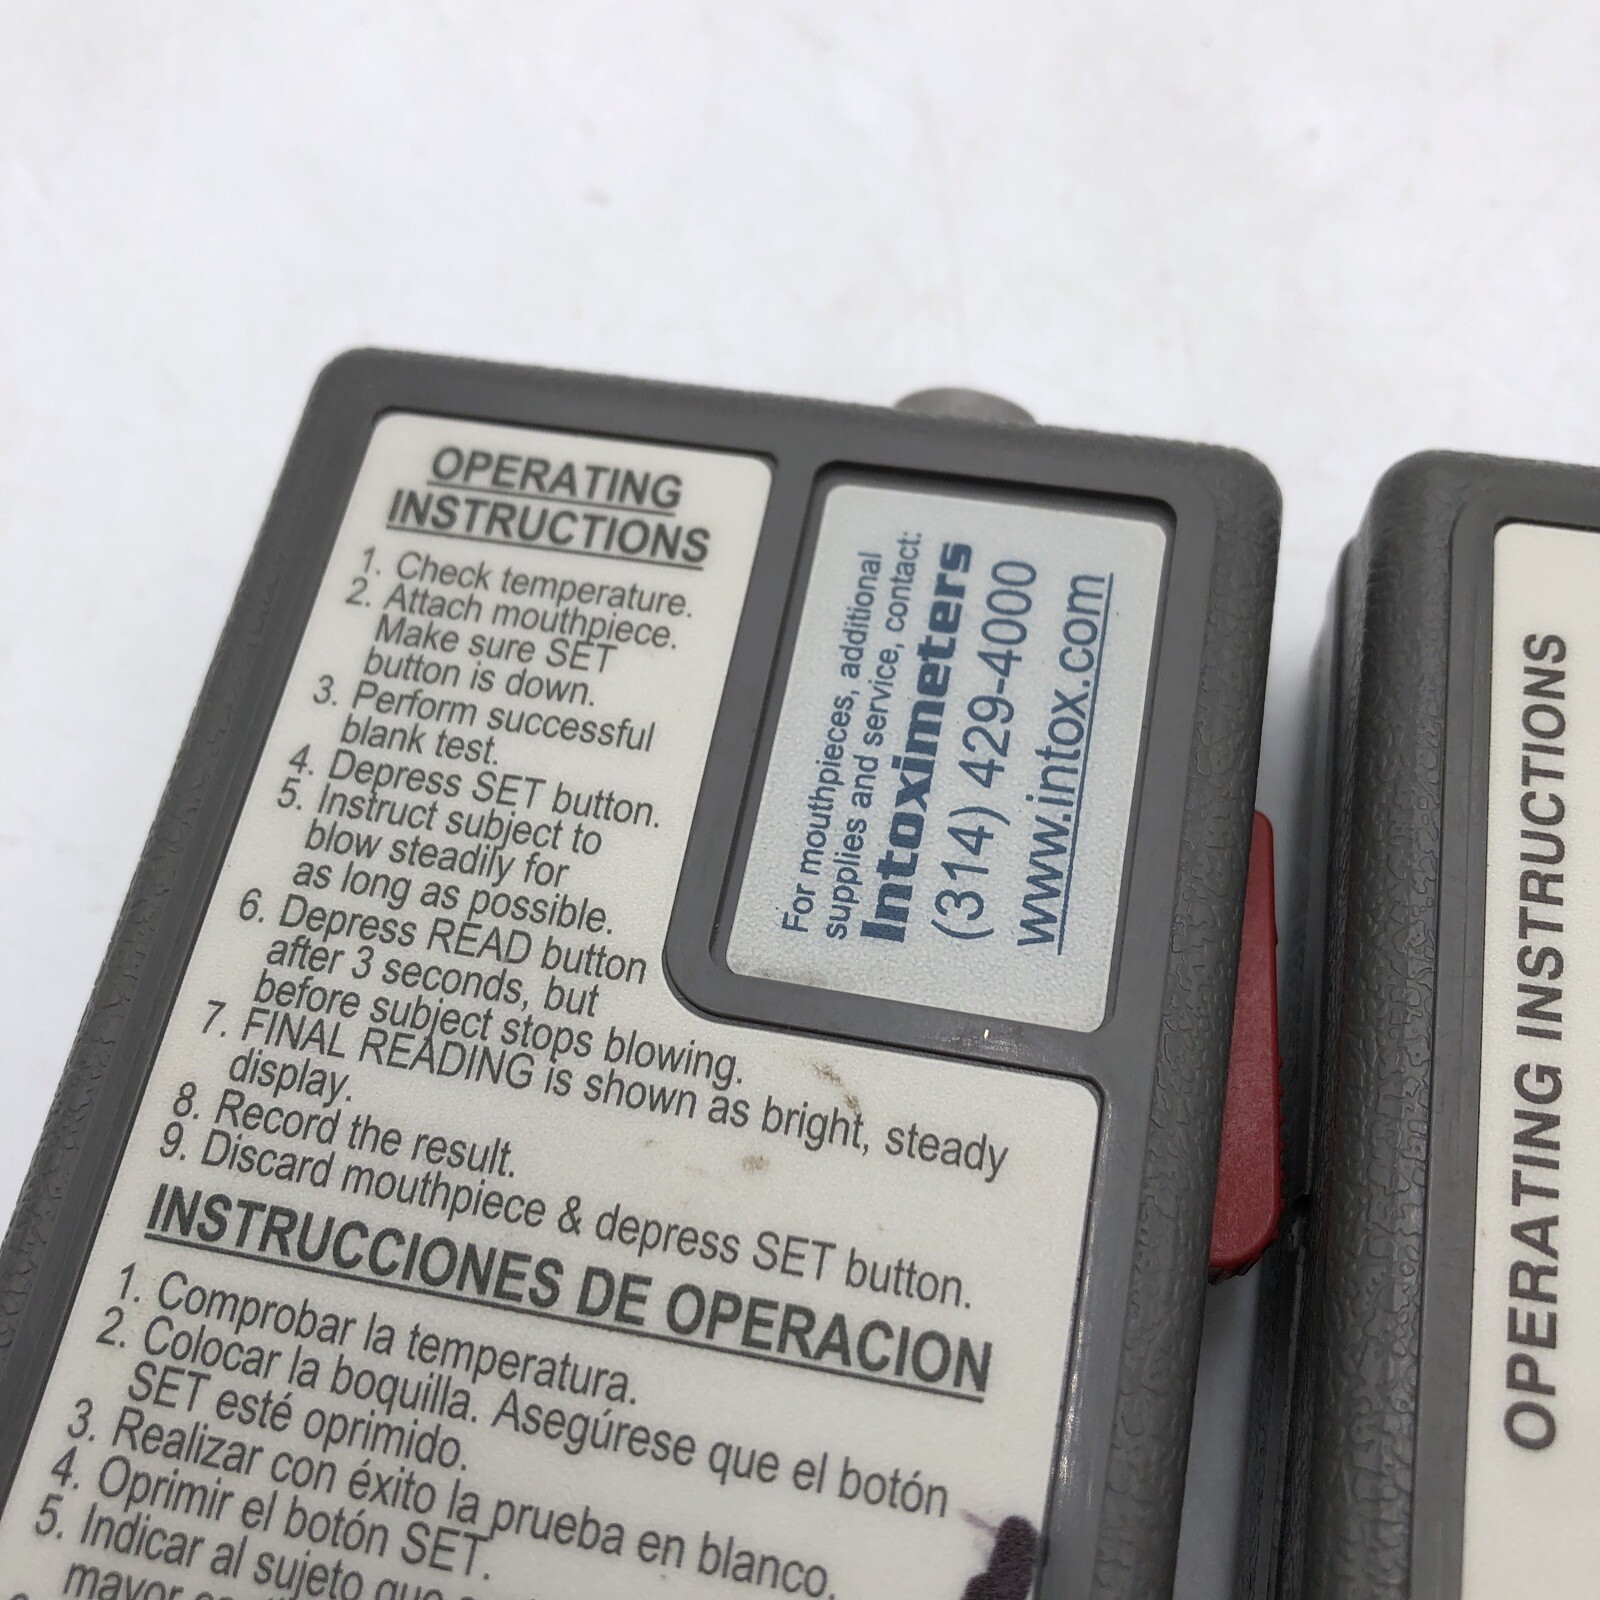 OPERATING
INSTRUCTIONS
1. Check temperature.
2. Attach mouthpiece.
Make sure SET
button is down.
3. Perform successful
blank test.
4. Depress SET button.
5. Instruct subject to
blow steadily for
as long as possible.
6. Depress READ button
after 3 seconds, but
before subject stops blowing.
7. FINAL READING is shown as bright, steady
display.
8. Record the result.
9. Discard mouthpiece & depress SET button.
INSTRUCCIONES DE OPERACION
1. Comprobar la temperatura.
2. Colocar la boquilla. Asegúrese que el botón
SET esté oprimido.
3. Realizar con éxito la prueba en blanco.
4. Oprimir el botón SET.
5. Indicar al sujeto que
mayor
For mouthpieces, additional
supplies and service, contact:
Intoximeters
(314) 429-4000
www.intox.com
OPERATING INSTRUCTIONS